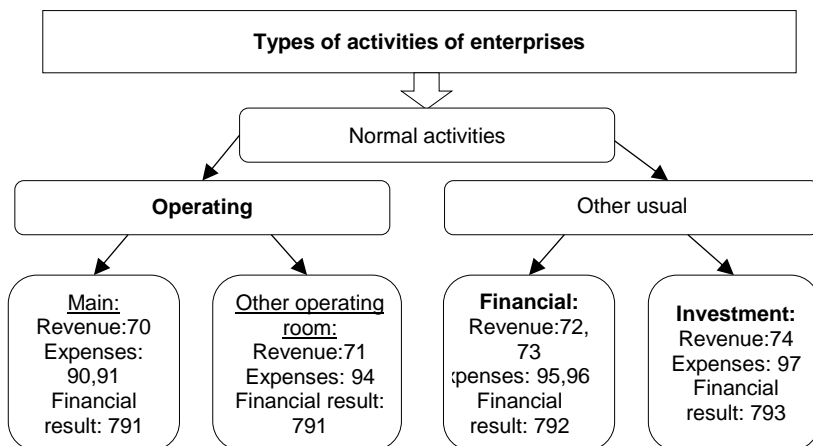 Types of activities of enterprises
Normal activities
Operating
Other usual
Main:
Revenue:70
Expenses:
90,91
Financial
result: 791
Other operating
room:
Revenue:71
Expenses: 94
Financial result:
791
Financial:
Revenue:72,
73
xpenses: 95,96
Financial
result: 792
Investment:
Revenue:74
Expenses: 97
Financial
result: 793